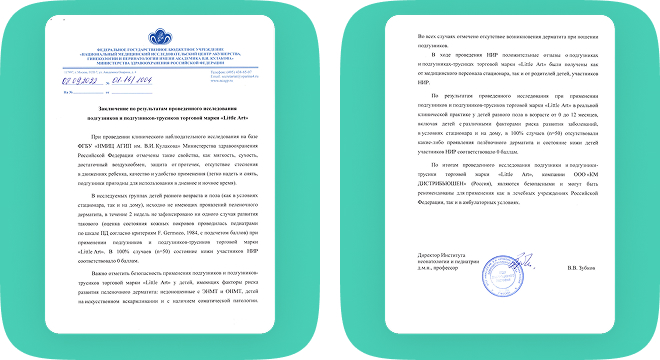 ФЕДЕРАЛЬНОЕ ГОСУДАРСТВЕННОЕ БЮДЖЕТНОЕ УЧРЕЖДЕНИЕ
«НАЦИОНАЛЬНЫЙ МЕДИЦИНСКИЙ ИССЛЕДОВАТЕЛЬСКИЙ ЦЕНТР АКУШЕРСТВА,
ГИНЕКОЛОГИИ И ПЕРИНАТОЛОГИИ ИМЕНИ АКАДЕМИКА В.И. КУЛАКОВА»
МИНИСТЕРСТВА ЗДРАВООХРАНЕНИЯ РОССИЙСКОЙ ФЕДЕРАЦИИ
На №
от
Заключение по результатам проведенного исследования
подгузников и подгузников-трусиков торговой марки «Little Art»
При проведении клинического наблюдательного исследования на базе
ФГБУ «НМИЦ АГИП им. В.И. Кулакова» Министерства здравоохранения
Российской Федерации отмечены такие свойства, как мягкость, сухость,
достаточный воздухообмен, защита от протечек, отсутствие стеснения
в движениях ребенка, качество и удобство применения (легко надеть и снять,
подгузники пригодны для использования в дневное и ночное время).
В исследуемых группах детей разного возраста и пола (как в условиях
стационара, так и на дому), исходно не имеющих проявлений пеленочного
дерматита, в течение 2 недель не зафиксировано ни одного случая развития
такового (оценка состояния кожных покровов проводилась педиатрами
по шкале ПД согласно критериям F. Germozo, 1984, с подсчетом баллов) при
применении подгузников и подгузников-трусиков торговой марки
«Little Art». В 100% случаев (n=50) состояние кожи участников НИР
соответствовало 0 баллам.
Важно отметить безопасность применения подгузников и подгузников-
трусиков торговой марки «Little Art» у детей, имеющих факторы риска
развития пеленочного дерматита: недоношенные с ЭНМТ и ОНМТ, детей
на искусственном вскармливании и с наличием соматической патологии.
Во всех случаях отмечено отсутствие возникновения дерматита при ношении
подгузников.
В ходе проведения НИР положительные отзывы о подгузниках
и подгузниках-трусиках торговой марки «Little Art» были получены как
от медицинского персонала стационара, так и от родителей детей, участников
НИР.
По результатам проведенного исследования при применении
подгузников и подгузников-трусиков торговой марки «Little Art» в реальной
клинической практике у детей разного пола в возрасте от 0 до 12 месяцев,
включая детей с различными факторами риска развития заболеваний,
в условиях стационара и на дому, в 100% случаев (n=50) отсутствовали
какие-либо проявления пелёночного дерматита и состояние кожи детей
участников НИР соответствовало 0 баллам.
По итогам проведенного исследования подгузники и подгузники-
трусики торговой марки «Little Art», компании ООО «КМ
ДИСТРИБЬЮШЕН» (Россия), являются безопасными и могут быть
рекомендованы для применения как в лечебных учреждениях Российской
Федерации, так и в амбулаторных условиях.
Директор Института
неонатологии и педиатрии
д.м.н., профессор
В.В. Зубков